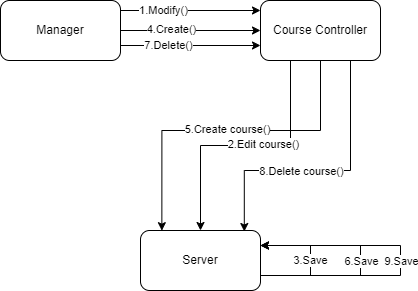 Manager
1.Modify()
4.Create()
7.Delete()
Course Controller
5.Create course()
2.Edit course()
8.Delete course()
Server
3.Save
6.Save
9.Save